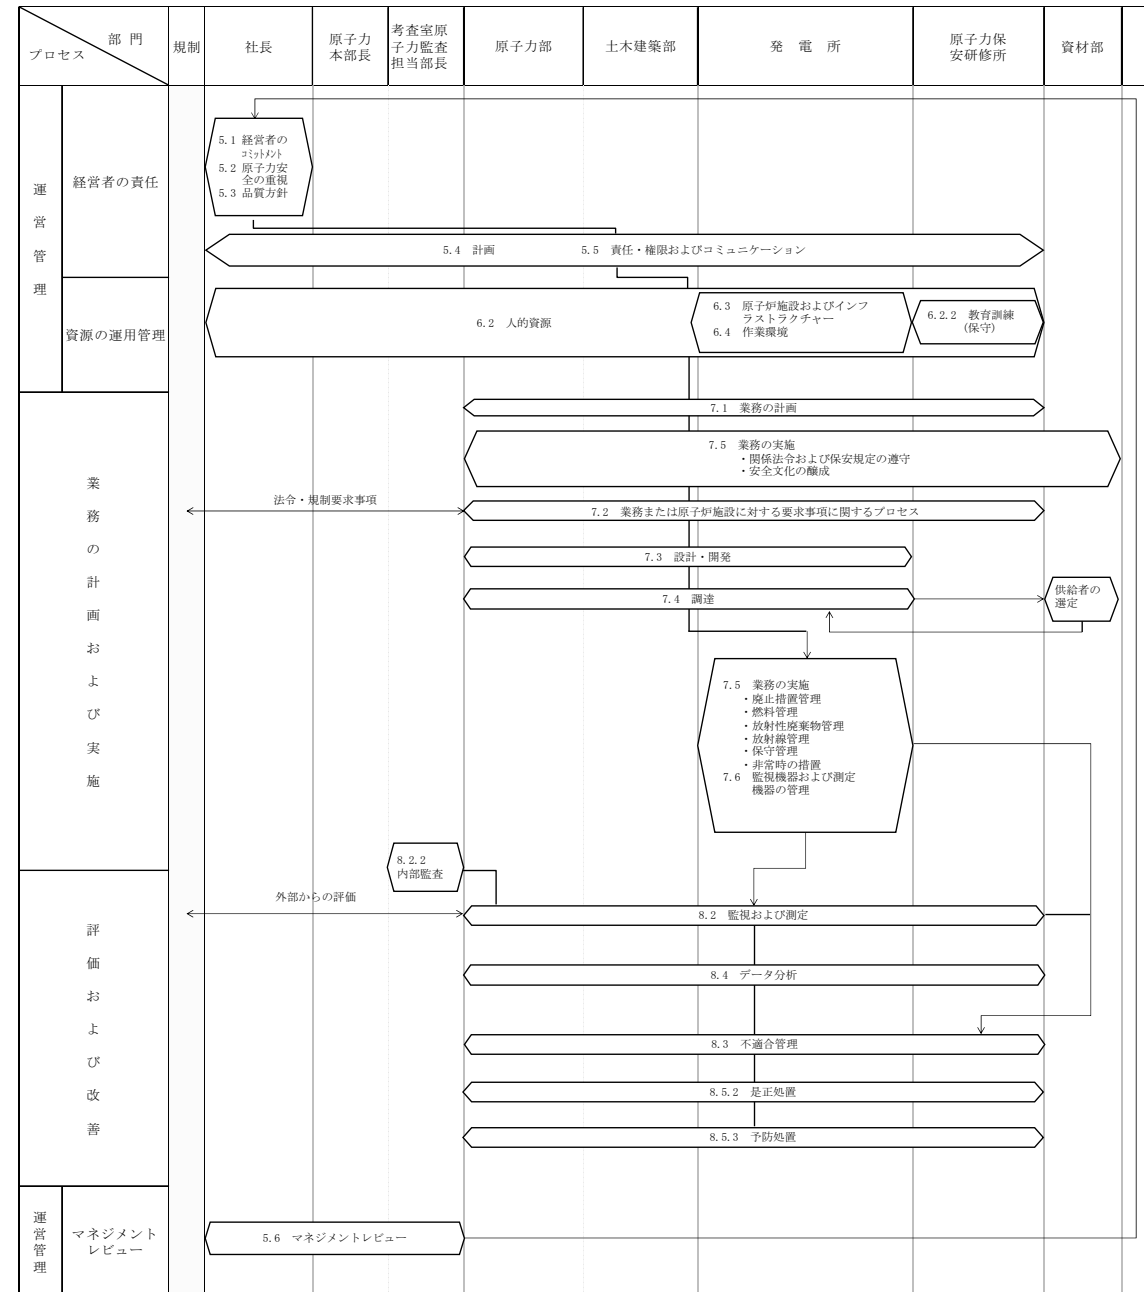 部 門
プロセス
規制
社長
原子力
本部長
考査室原
子力監査
担当部長
原子力部
土木建築部
発 電 所
原子力保
安研修所
資材部
運営管理
経営者の責任
5.1 経営者の
コミットメント
5.2 原子力安
全の重視
5.3 品質方針
5.4 計画
5.5 責任・権限およびコミュニケーション
資源の運用管理
6.2 人的資源
6.3 原子炉施設およびインフ
ラストラクチャー
6.4 作業環境
6.2.2 教育訓練
(保守)
業務の計画および実施
7.1 業務の計画
7.5 業務の実施
・関係法令および保安規定の遵守
・安全文化の醸成
法令・規制要求事項
7.2 業務または原子炉施設に対する要求事項に関するプロセス
7.3 設計・開発
7.4 調達
供給者の
選定
7.5 業務の実施
・廃止措置管理
・燃料管理
・放射性廃棄物管理
・放射線管理
・保守管理
・非常時の措置
7.6 監視機器および測定
機器の管理
8.2.2
内部監査
評価および改善
外部からの評価
8.2 監視および測定
8.4 データ分析
8.3 不適合管理
8.5.2 是正処置
8.5.3 予防処置
運営管理
マネジメント
レビュー
5.6 マネジメントレビュー